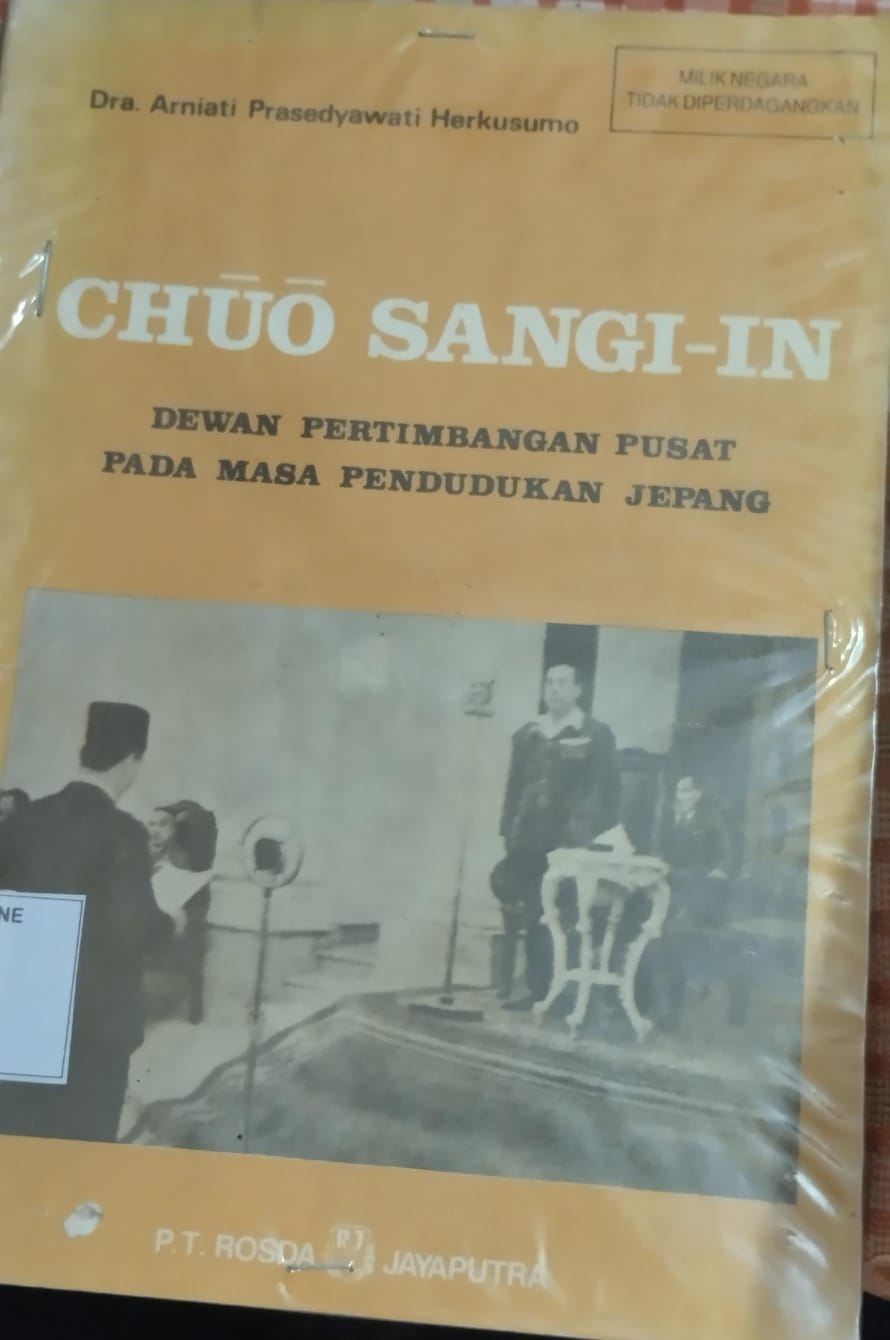 MILIK NEGARA
TIDAK DIPERDAGANGKAN
Dra. Arniati Prasedyawati Herkusumo
CHŪŌ SANGI-IN
DEWAN PERTIMBANGAN PUSAT
PADA MASA PENDUDUKAN JEPANG
NE
P.T. ROSDA RJ JAYAPUTRA